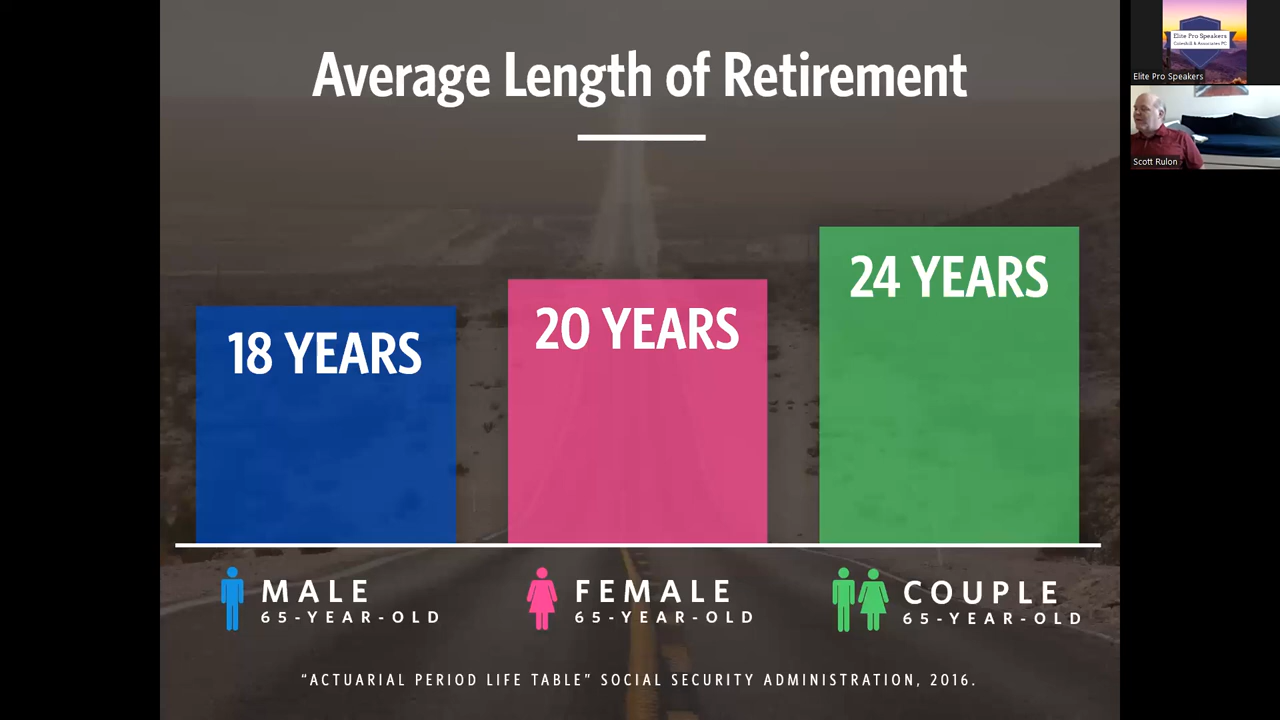 Average Length of Retirement
18 YEARS
20 YEARS
24 YEARS
MALE
65-YEAR-OLD
FEMALE
65-YEAR-OLD
COUPLE
65-YEAR-OLD
“ACTUARIAL PERIOD LIFE TABLE” SOCIAL SECURITY ADMINISTRATION, 2016.
Elite Pro Speakers
Elite Pro Speakers
Scott Rulon